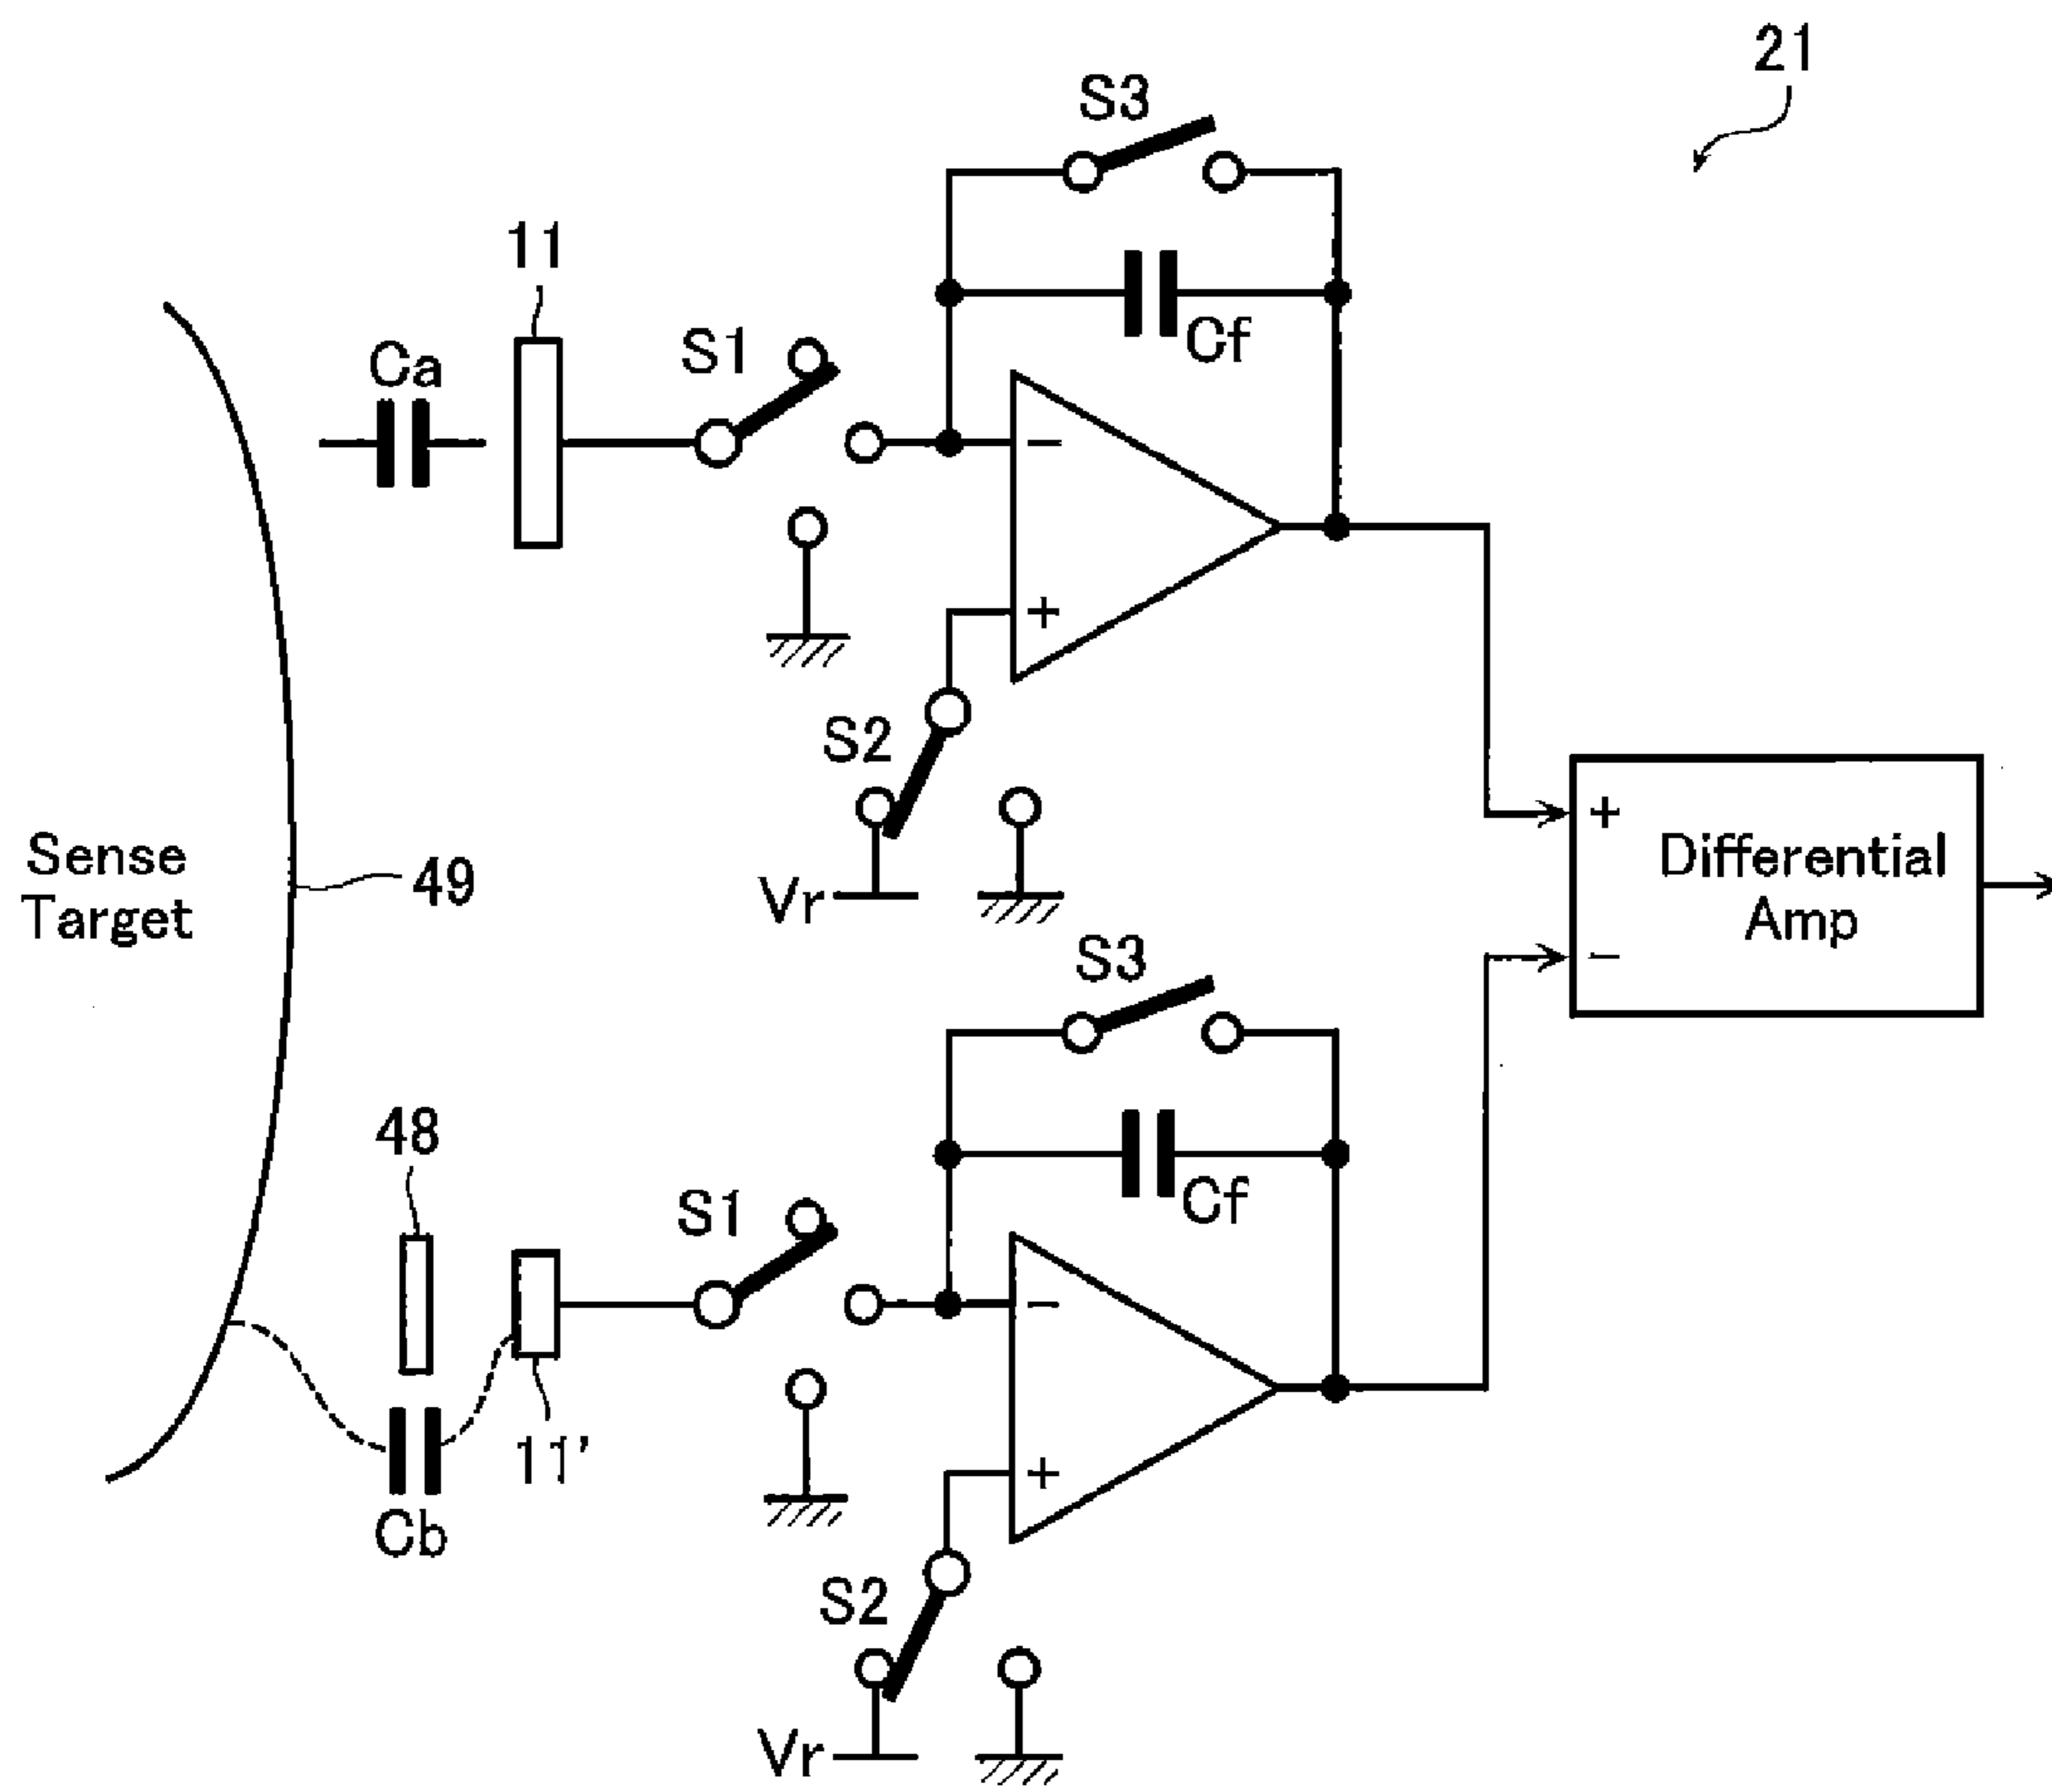 21
S3
11
S1
Ca
Cf
−
+
S2
Vr
Sense
Target
49
+
Differential
Amp
−
S3
48
S1
Cf
−
11'
+
Cb
S2
Vr